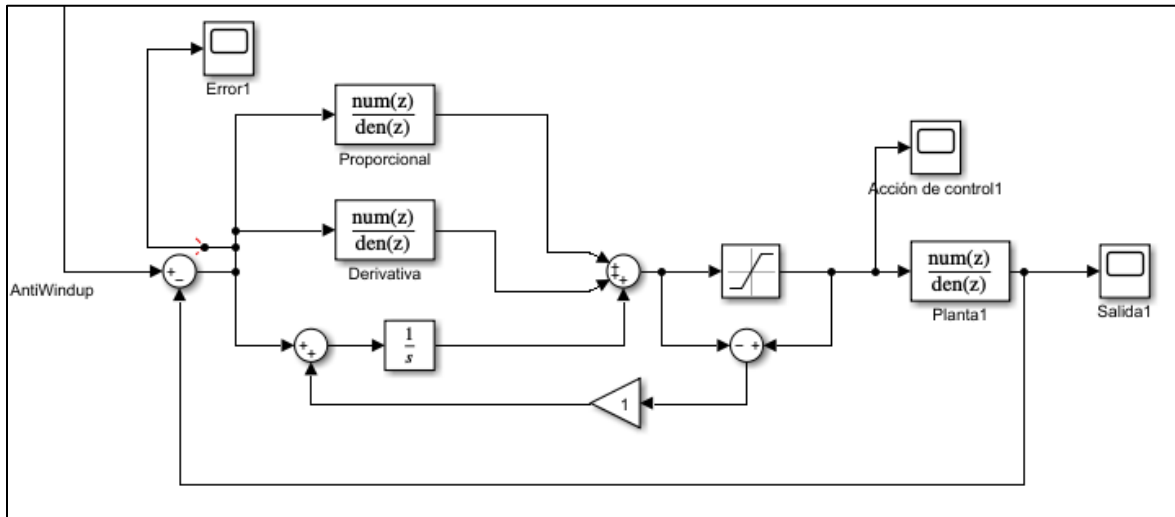 Error1
num(z)
den(z)
Proporcional
Acción de control1
num(z)
den(z)
Derivativa
num(z)
den(z)
Planta1
Salida1
AntiWindup
+
−
+
+
+
+
+
1
s
− +
1